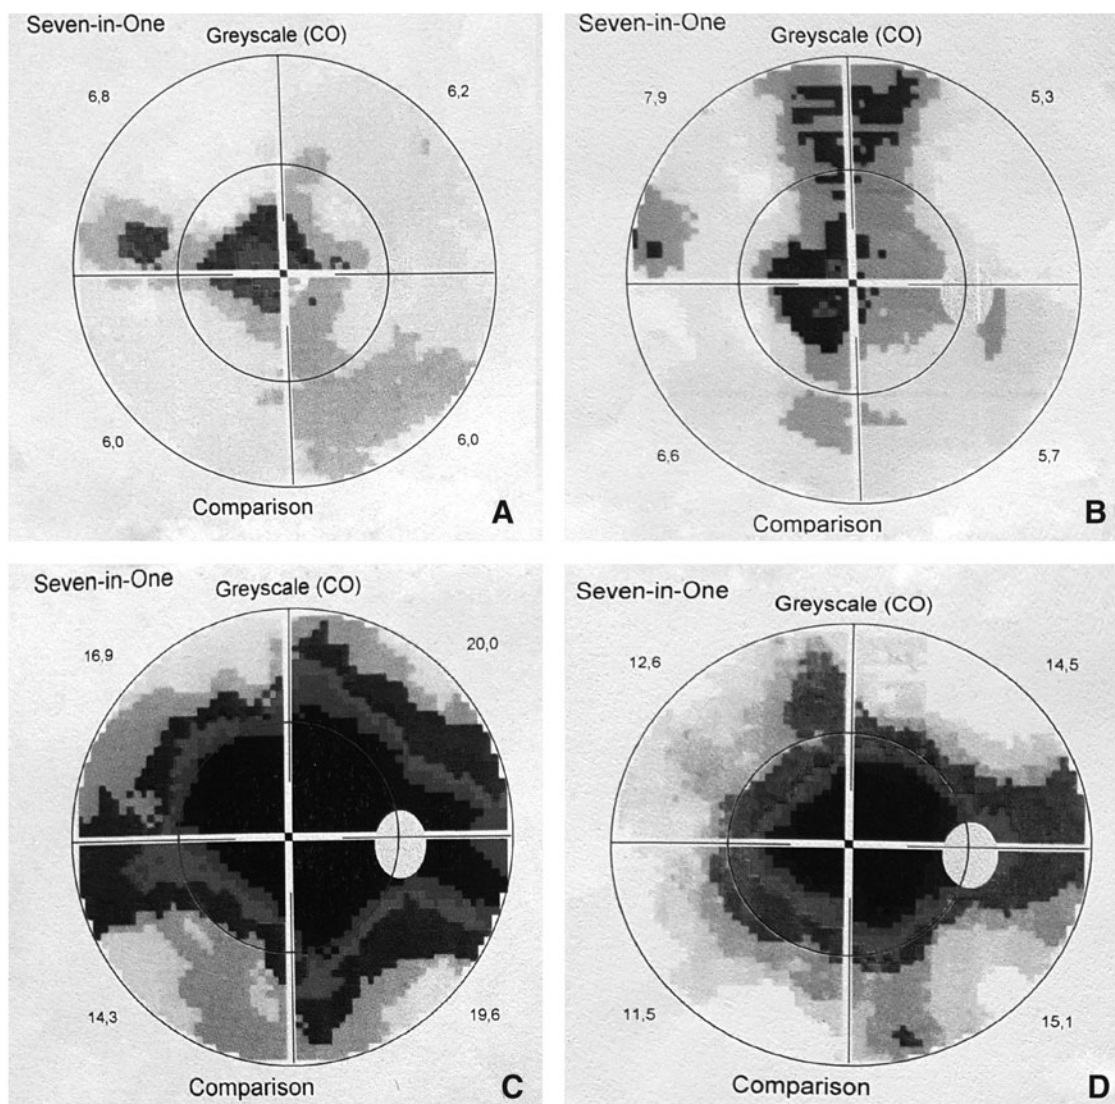 Seven-in-One
Greyscale (CO)
6,8
6,2
6,0
6,0
Comparison
A
Seven-in-One
Greyscale (CO)
7,9
5,3
6,6
5,7
Comparison
B
Seven-in-One
Greyscale (CO)
16,9
20,0
14,3
19,6
Comparison
C
Seven-in-One
Greyscale (CO)
12,6
14,5
11,5
15,1
Comparison
D